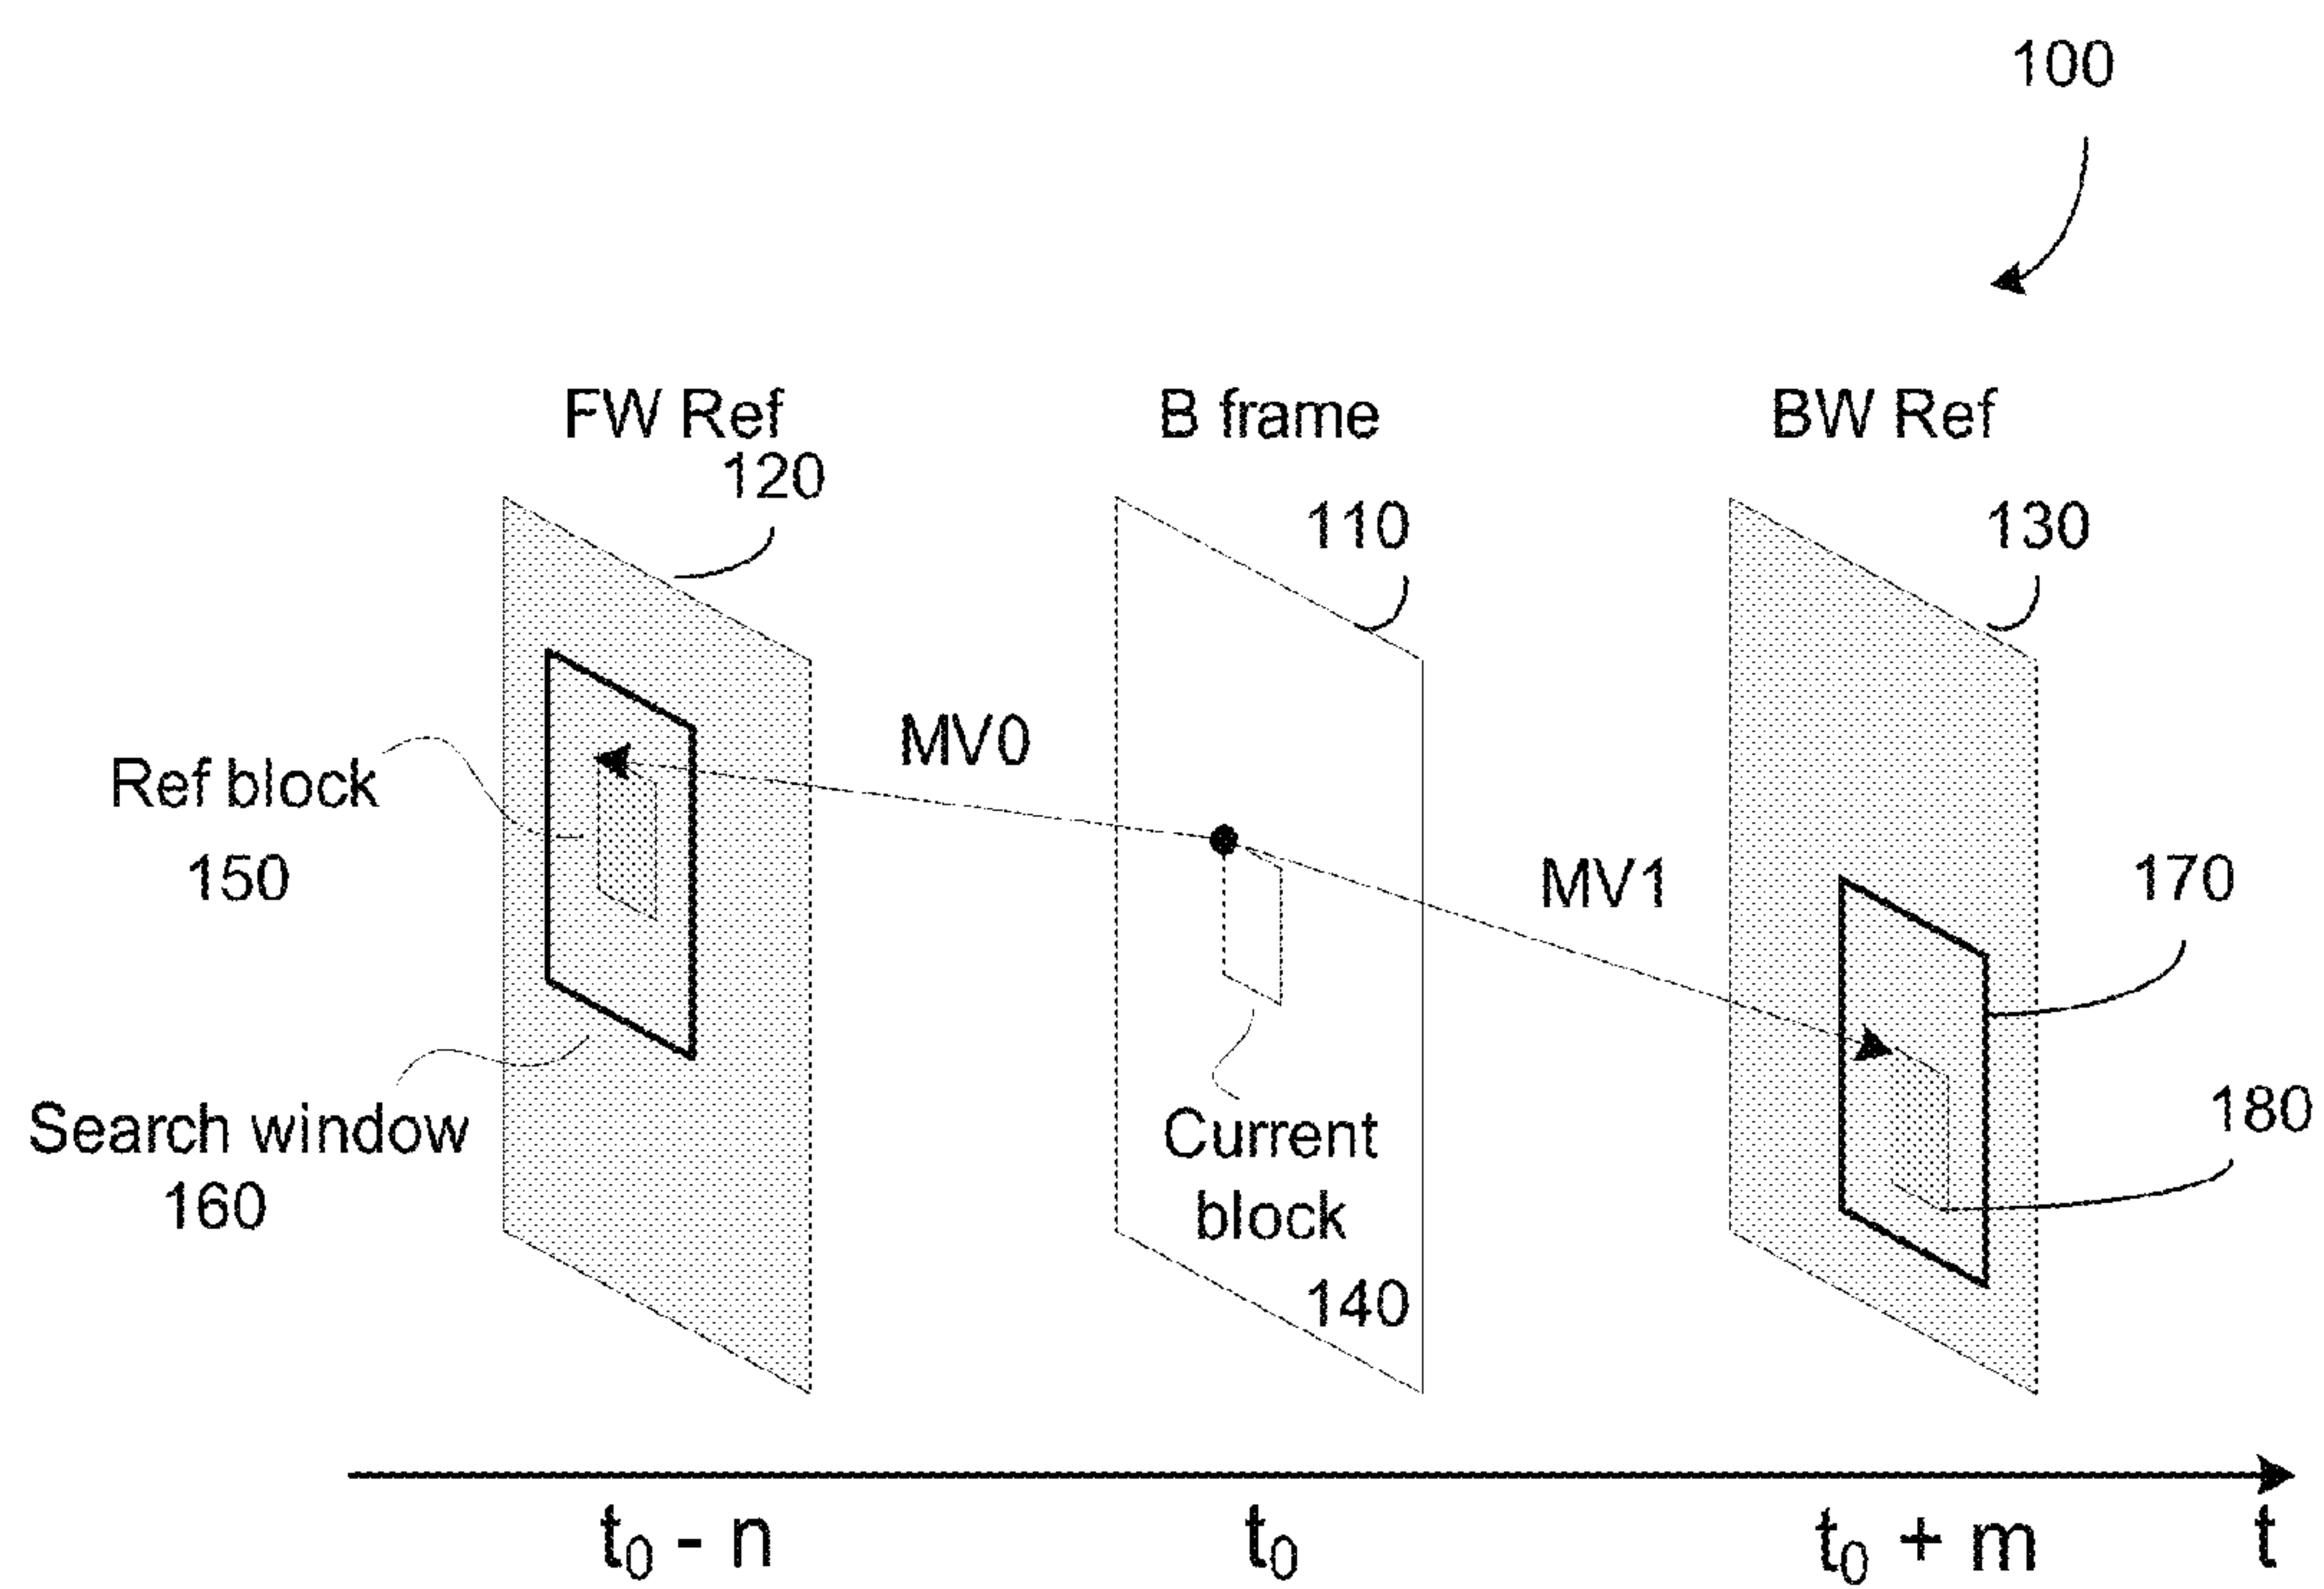 100
FW Ref
120
B frame
110
BW Ref
130
MV0
Ref block
150
MV1
170
Search window
160
Current
block
140
180
t₀ - n
t₀
t₀ + m
t